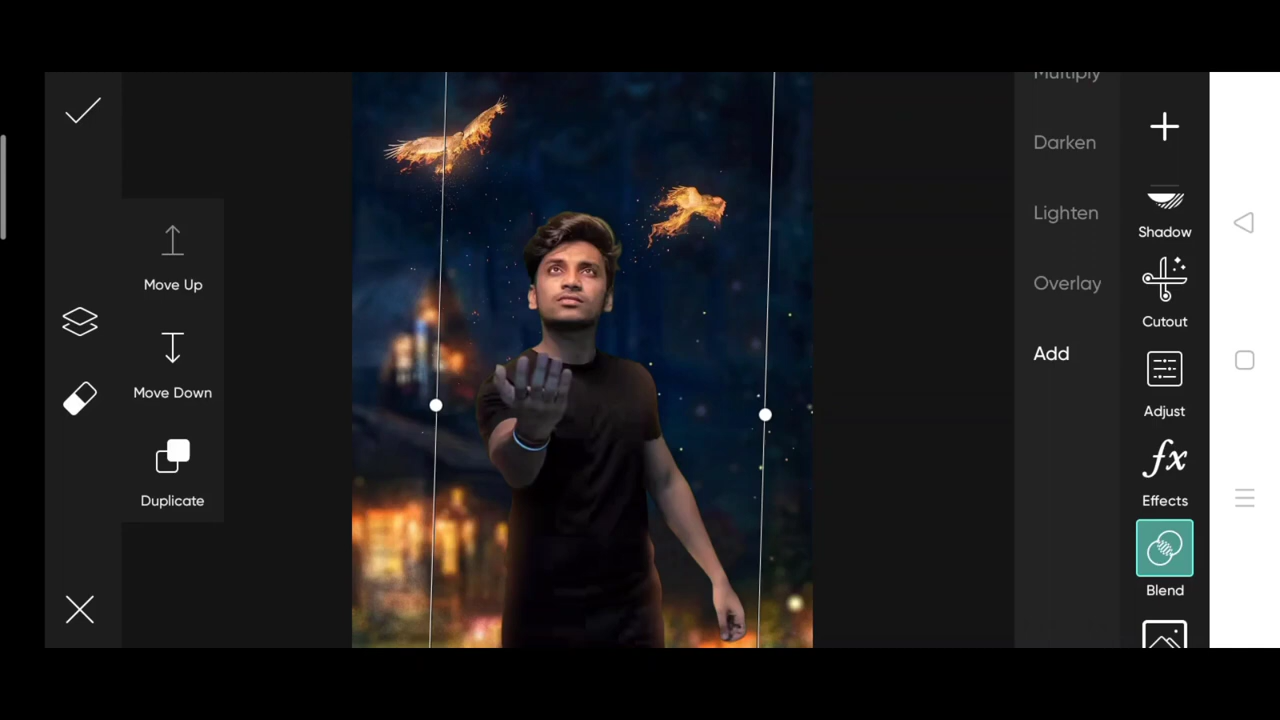 Move Up
Move Down
Duplicate
Multiply
Darken
Lighten
Overlay
Add
Shadow
Cutout
Adjust
fx
Effects
Blend